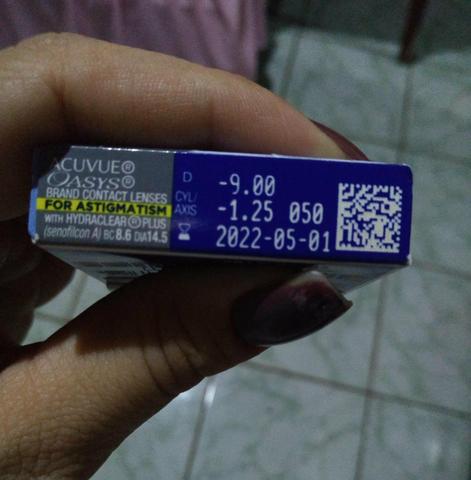 ACUVUE®
OASYS®
BRAND CONTACT LENSES
FOR ASTIGMATISM
WITH HYDRACLEAR® PLUS
(senofilcon A) BC 8.6 DIA 14.5
D -9.00
CYL/AXIS -1.25 050
2022-05-01